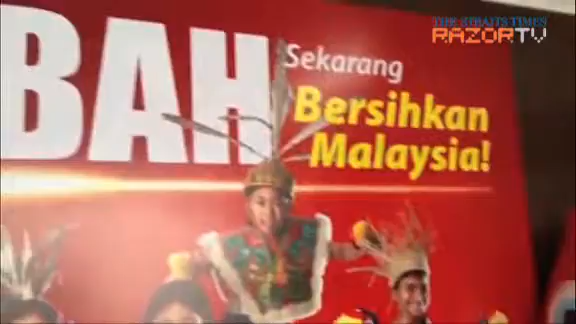 THE STRAITS TIMES
RAZORTV
BAH
Sekarang
Bersihkan
Malaysia!